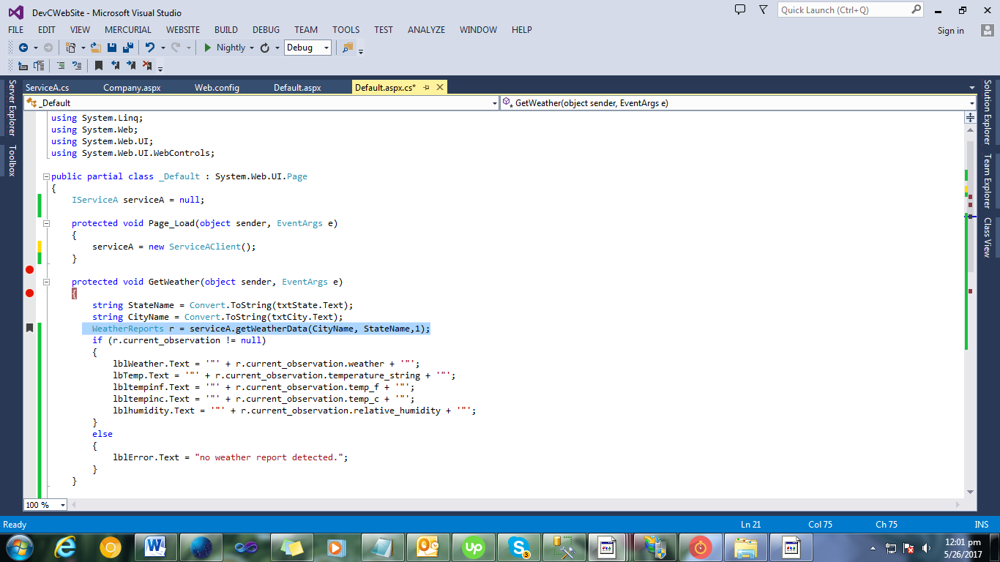 DevCWebSite - Microsoft Visual Studio
Quick Launch (Ctrl+Q)
FILE EDIT VIEW MERCURIAL WEBSITE BUILD DEBUG TEAM TOOLS TEST ANALYZE WINDOW HELP
Sign in
Nightly Debug
ServiceA.cs Company.aspx Web.config Default.aspx Default.aspx.cs*
_Default GetWeather(object sender, EventArgs e)
Server Explorer
Toolbox
Solution Explorer
Team Explorer
Class View
using System.Linq;
using System.Web;
using System.Web.UI;
using System.Web.UI.WebControls;
public partial class _Default : System.Web.UI.Page
{
IServiceA serviceA = null;
protected void Page_Load(object sender, EventArgs e)
{
serviceA = new ServiceAClient();
}
protected void GetWeather(object sender, EventArgs e)
{
string StateName = Convert.ToString(txtState.Text);
string CityName = Convert.ToString(txtCity.Text);
WeatherReports r = serviceA.getWeatherData(CityName, StateName,1);
if (r.current_observation != null)
{
lblWeather.Text = '"' + r.current_observation.weather + '"';
lbTemp.Text = '"' + r.current_observation.temperature_string + '"';
lbltempinf.Text = '"' + r.current_observation.temp_f + '"';
lbltempinc.Text = '"' + r.current_observation.temp_c + '"';
lblhumidity.Text = '"' + r.current_observation.relative_humidity + '"';
}
else
{
lblError.Text = "no weather report detected.";
}
}
100 %
Ready Ln 21 Col 75 Ch 75 INS
Up
3
12:01 pm
5/26/2017